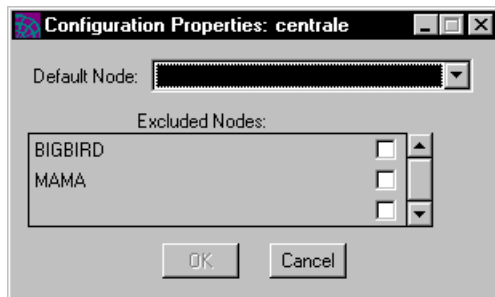 Configuration Properties: centrale
Default Node:
Excluded Nodes:
BIGBIRD
MAMA
OK Cancel